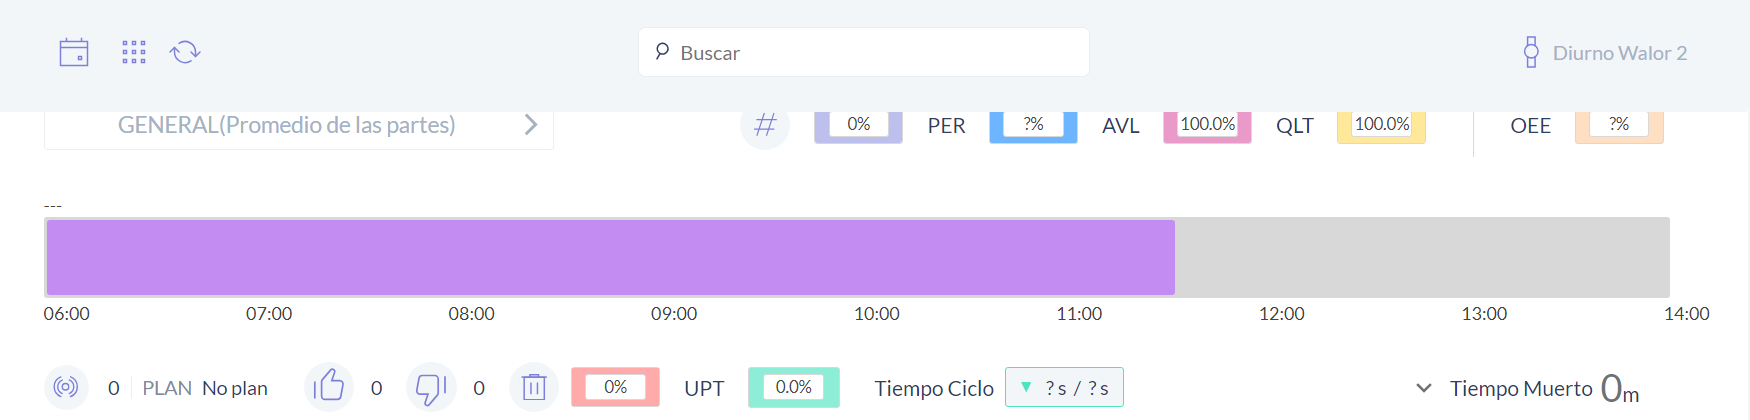 Buscar
Diurno Walor 2
GENERAL(Promedio de las partes)
# 0% PER ?% AVL 100.0% QLT 100.0% OEE ?%
---
06:00 07:00 08:00 09:00 10:00 11:00 12:00 13:00 14:00
0 PLAN No plan 0 0 0% UPT 0.0% Tiempo Ciclo ?s / ?s Tiempo Muerto 0m